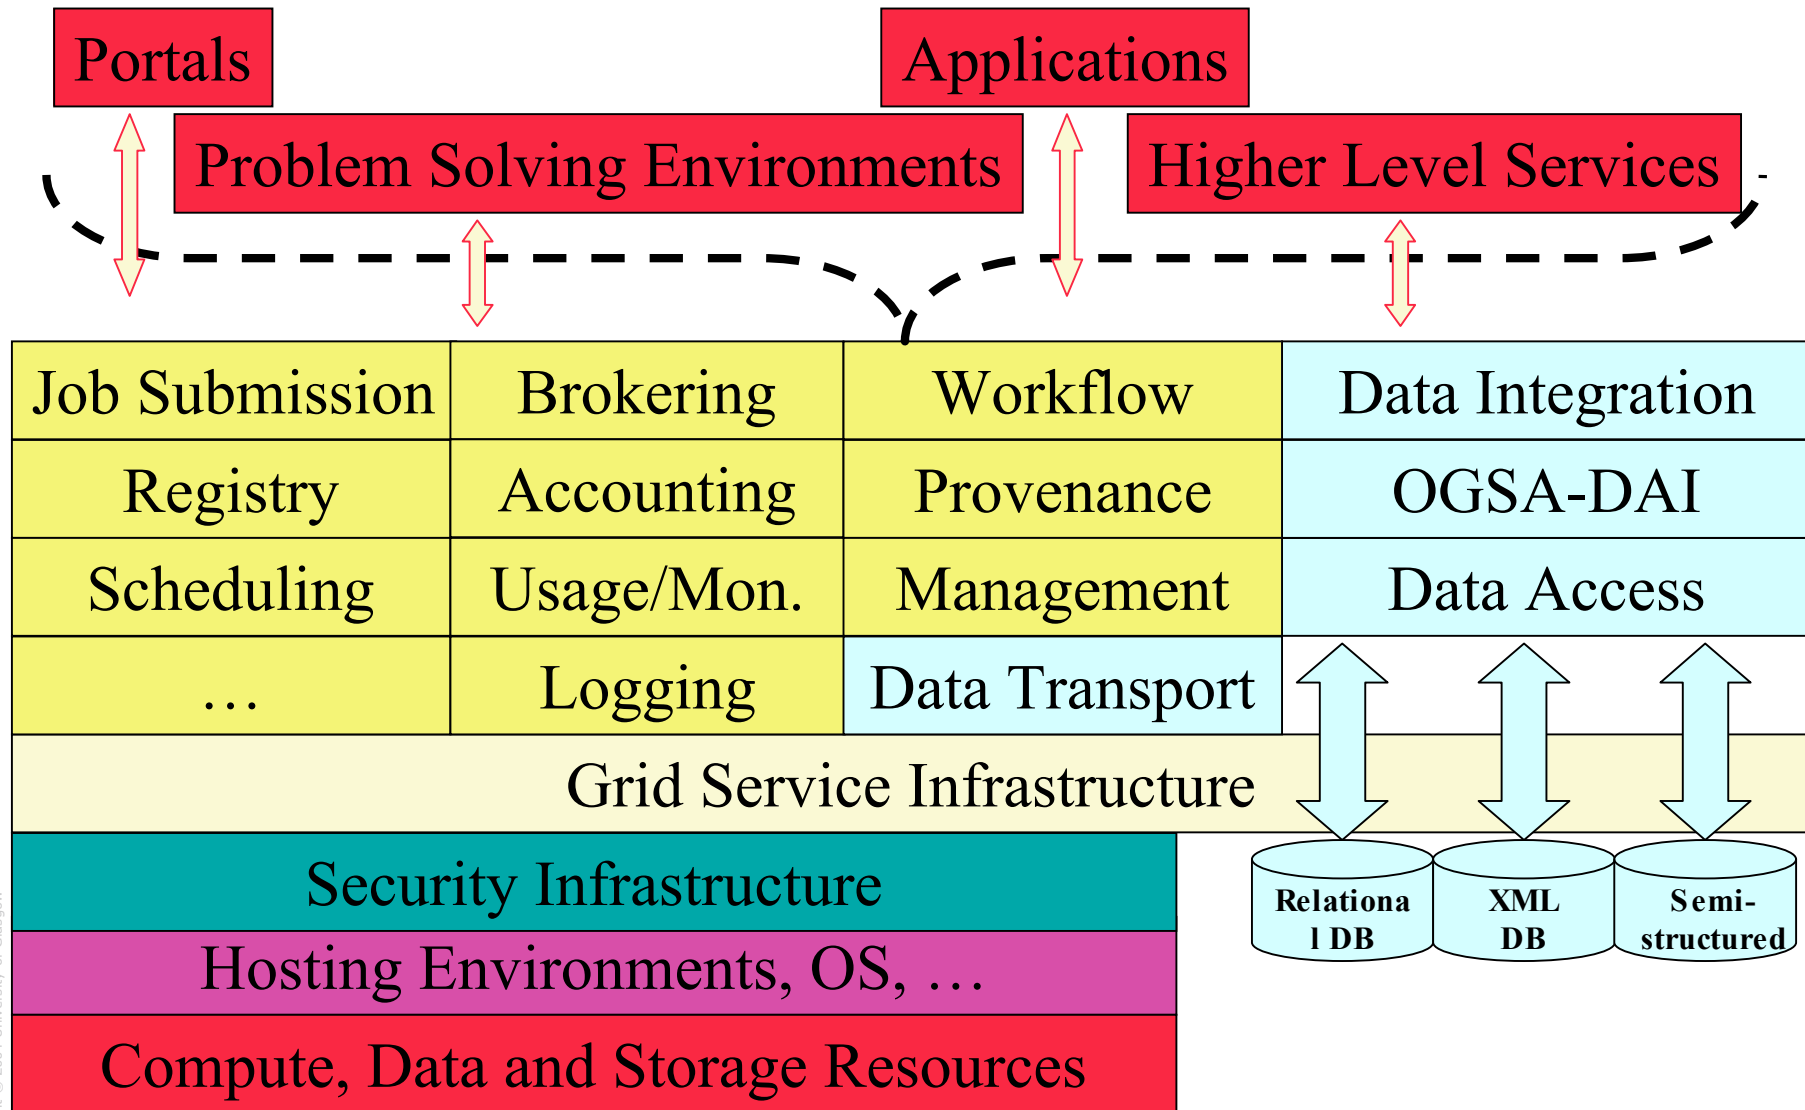 Portals
Applications
Problem Solving Environments
Higher Level Services
Job Submission
Brokering
Workflow
Data Integration
Registry
Accounting
Provenance
OGSA-DAI
Scheduling
Usage/Mon.
Management
Data Access
…
Logging
Data Transport
Grid Service Infrastructure
Security Infrastructure
Relationa
l DB
XML
DB
Semi-
structured
Hosting Environments, OS, …
Compute, Data and Storage Resources